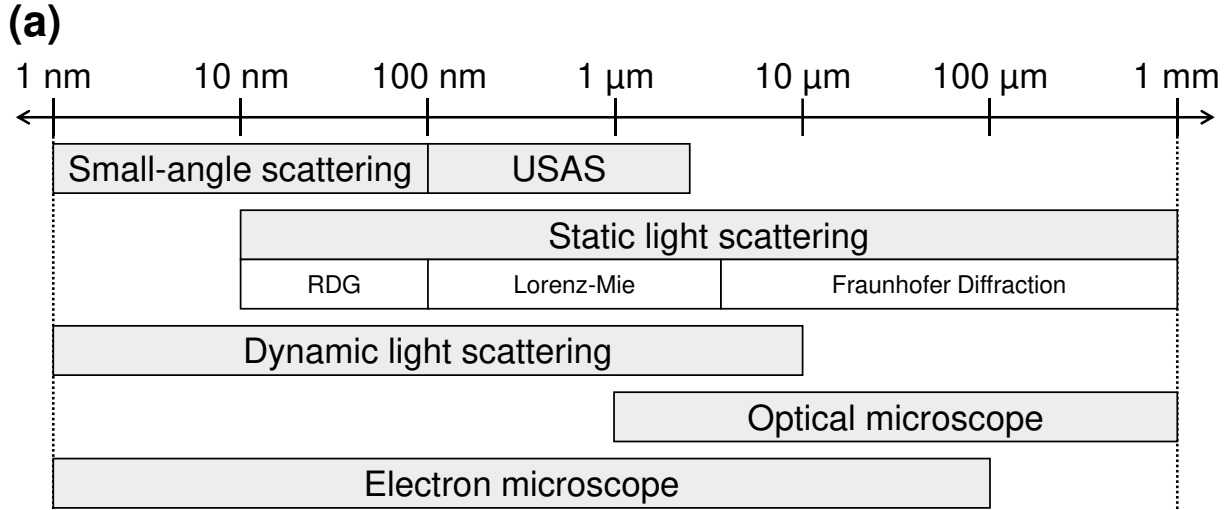 (a)
1 nm 10 nm 100 nm 1 μm 10 μm 100 μm 1 mm
Small-angle scattering USAS
Static light scattering
RDG Lorenz-Mie Fraunhofer Diffraction
Dynamic light scattering
Optical microscope
Electron microscope